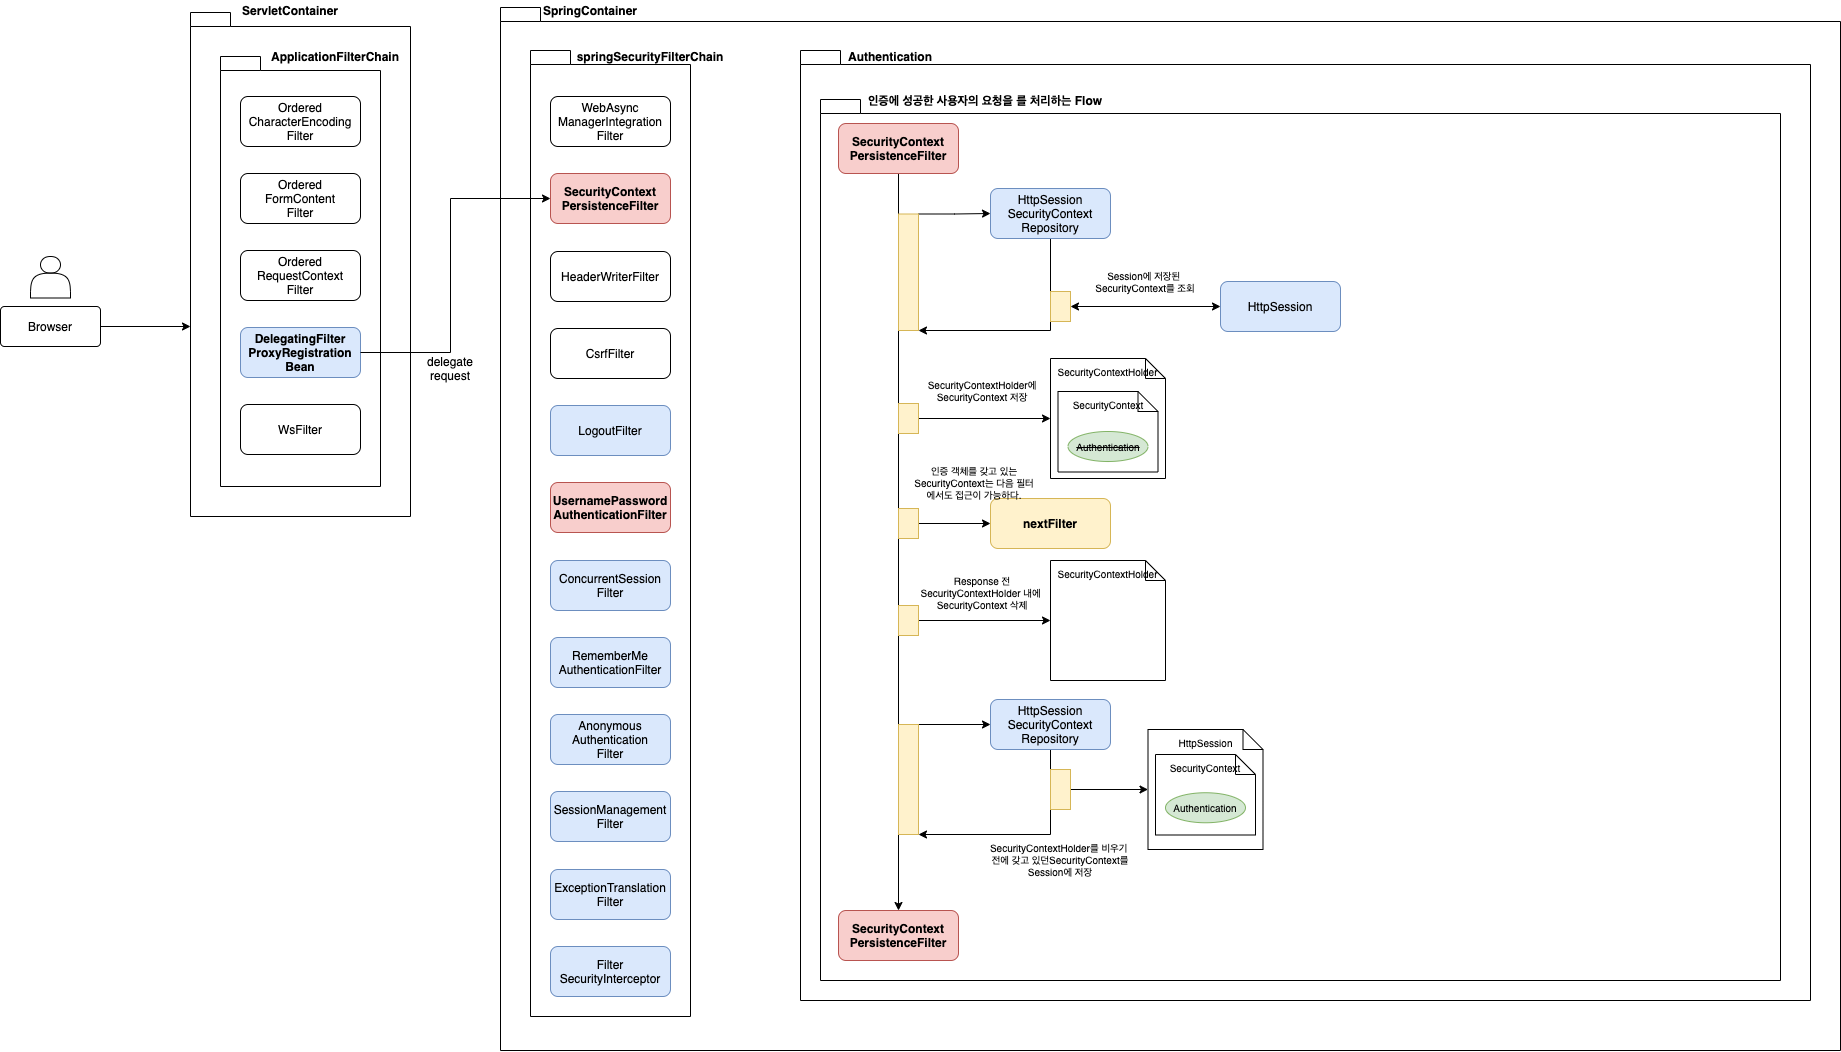 ServletContainer
SpringContainer
ApplicationFilterChain
springSecurityFilterChain
Authentication
Browser
Ordered
CharacterEncoding
Filter
Ordered
FormContent
Filter
Ordered
RequestContext
Filter
DelegatingFilter
ProxyRegistration
Bean
WsFilter
delegate
request
WebAsync
ManagerIntegration
Filter
SecurityContext
PersistenceFilter
HeaderWriterFilter
CsrfFilter
LogoutFilter
UsernamePassword
AuthenticationFilter
ConcurrentSession
Filter
RememberMe
AuthenticationFilter
Anonymous
Authentication
Filter
SessionManagement
Filter
ExceptionTranslation
Filter
Filter
SecurityInterceptor
인증에 성공한 사용자의 요청을 를 처리하는 Flow
SecurityContext
PersistenceFilter
HttpSession
SecurityContext
Repository
Session에 저장된
SecurityContext를 조회
HttpSession
SecurityContextHolder에
SecurityContext 저장
SecurityContextHolder
SecurityContext
Authentication
인증 객체를 갖고 있는
SecurityContext는 다음 필터
에서도 접근이 가능하다.
nextFilter
Response 전
SecurityContextHolder 내에
SecurityContext 삭제
SecurityContextHolder
HttpSession
SecurityContext
Repository
HttpSession
SecurityContext
Authentication
SecurityContextHolder를 비우기
전에 갖고 있던SecurityContext를
Session에 저장
SecurityContext
PersistenceFilter